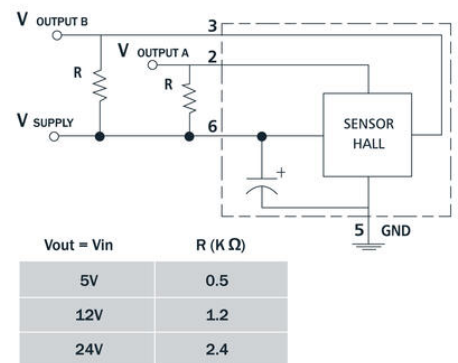 V OUTPUT B
3
V OUTPUT A
2
R
R
V SUPPLY
6
SENSOR
HALL
+
5 GND
Vout = Vin R (K Ω)
5V 0.5
12V 1.2
24V 2.4